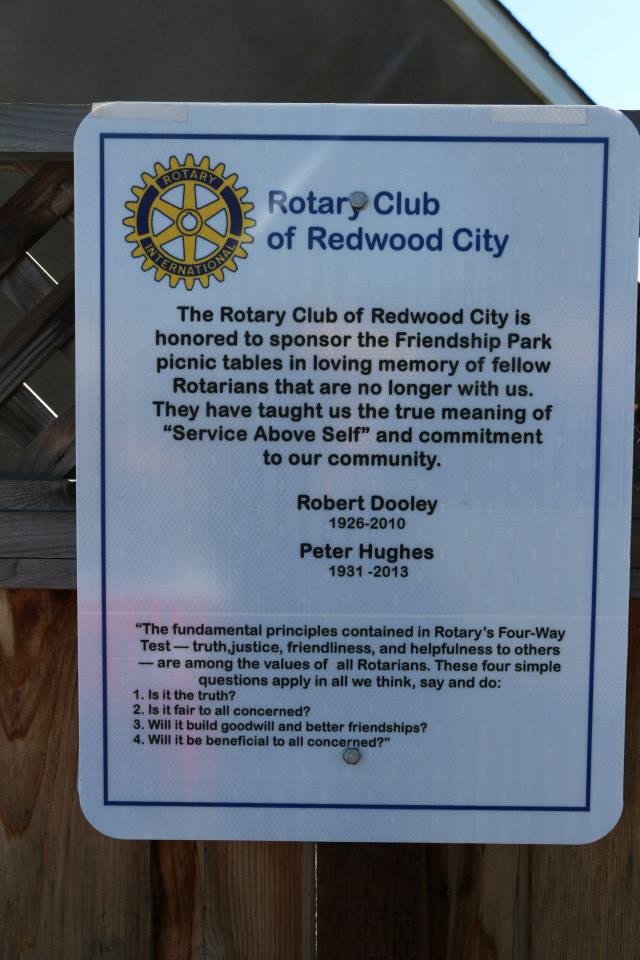 ROTARY
INTERNATIONAL
Rotary Club
of Redwood City
The Rotary Club of Redwood City is
honored to sponsor the Friendship Park
picnic tables in loving memory of fellow
Rotarians that are no longer with us.
They have taught us the true meaning of
“Service Above Self” and commitment
to our community.
Robert Dooley
1926-2010
Peter Hughes
1931 -2013
“The fundamental principles contained in Rotary’s Four-Way
Test — truth,justice, friendliness, and helpfulness to others
— are among the values of all Rotarians. These four simple
questions apply in all we think, say and do:
1. Is it the truth?
2. Is it fair to all concerned?
3. Will it build goodwill and better friendships?
4. Will it be beneficial to all concerned?”